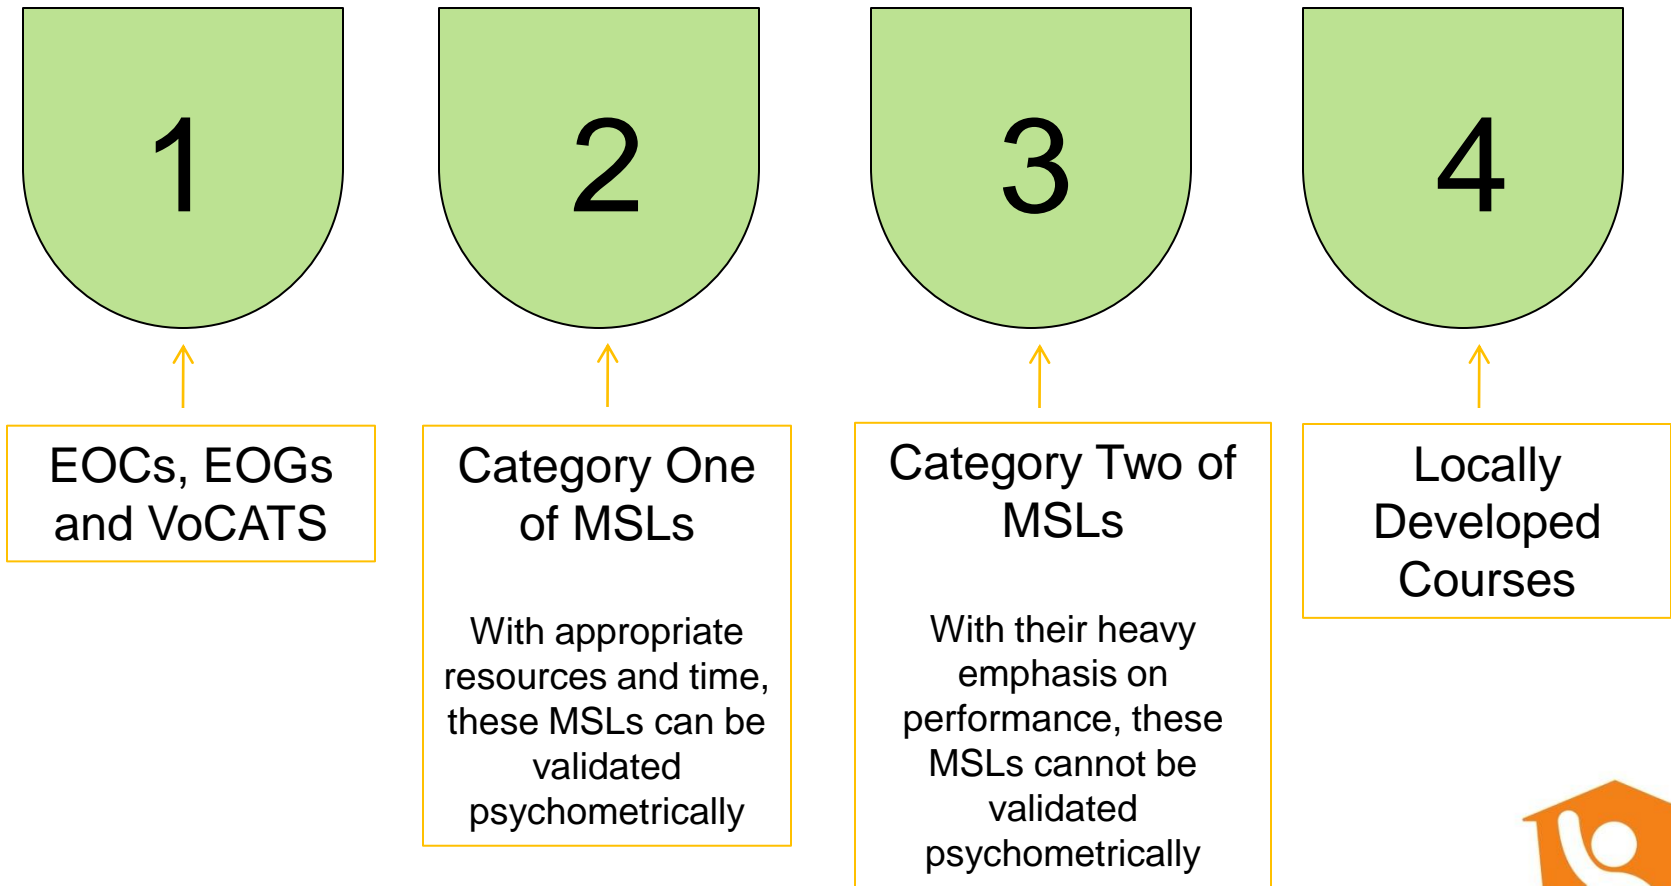 1
2
3
4
EOCs, EOGs
and VoCATS
Category One
of MSLs
With appropriate
resources and time,
these MSLs can be
validated
psychometrically
Category Two of
MSLs
With their heavy
emphasis on
performance, these
MSLs cannot be
validated
psychometrically
Locally
Developed
Courses